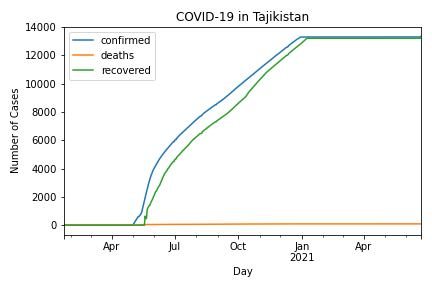 COVID-19 in Tajikistan
confirmed
deaths
recovered
Number of Cases
14000
12000
10000
8000
6000
4000
2000
0
Apr Jul Oct Jan Apr
2021
Day